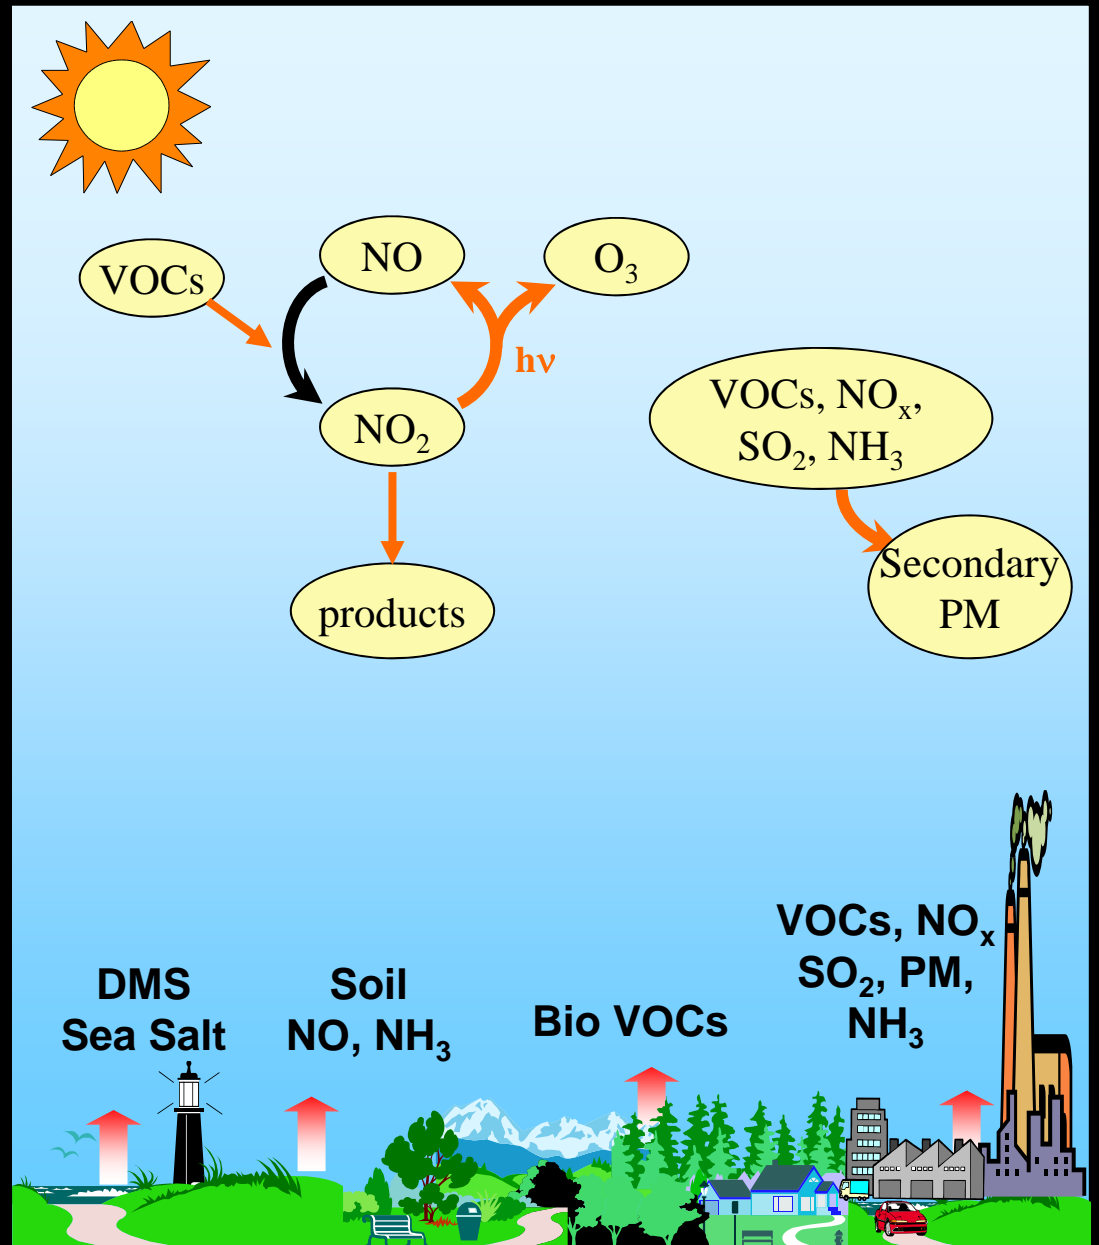 VOCs
NO
O₃
hν
NO₂
VOCs, NOₓ,
SO₂, NH₃
Secondary
PM
products
DMS
Sea Salt
Soil
NO, NH₃
Bio VOCs
VOCs, NOₓ
SO₂, PM,
NH₃